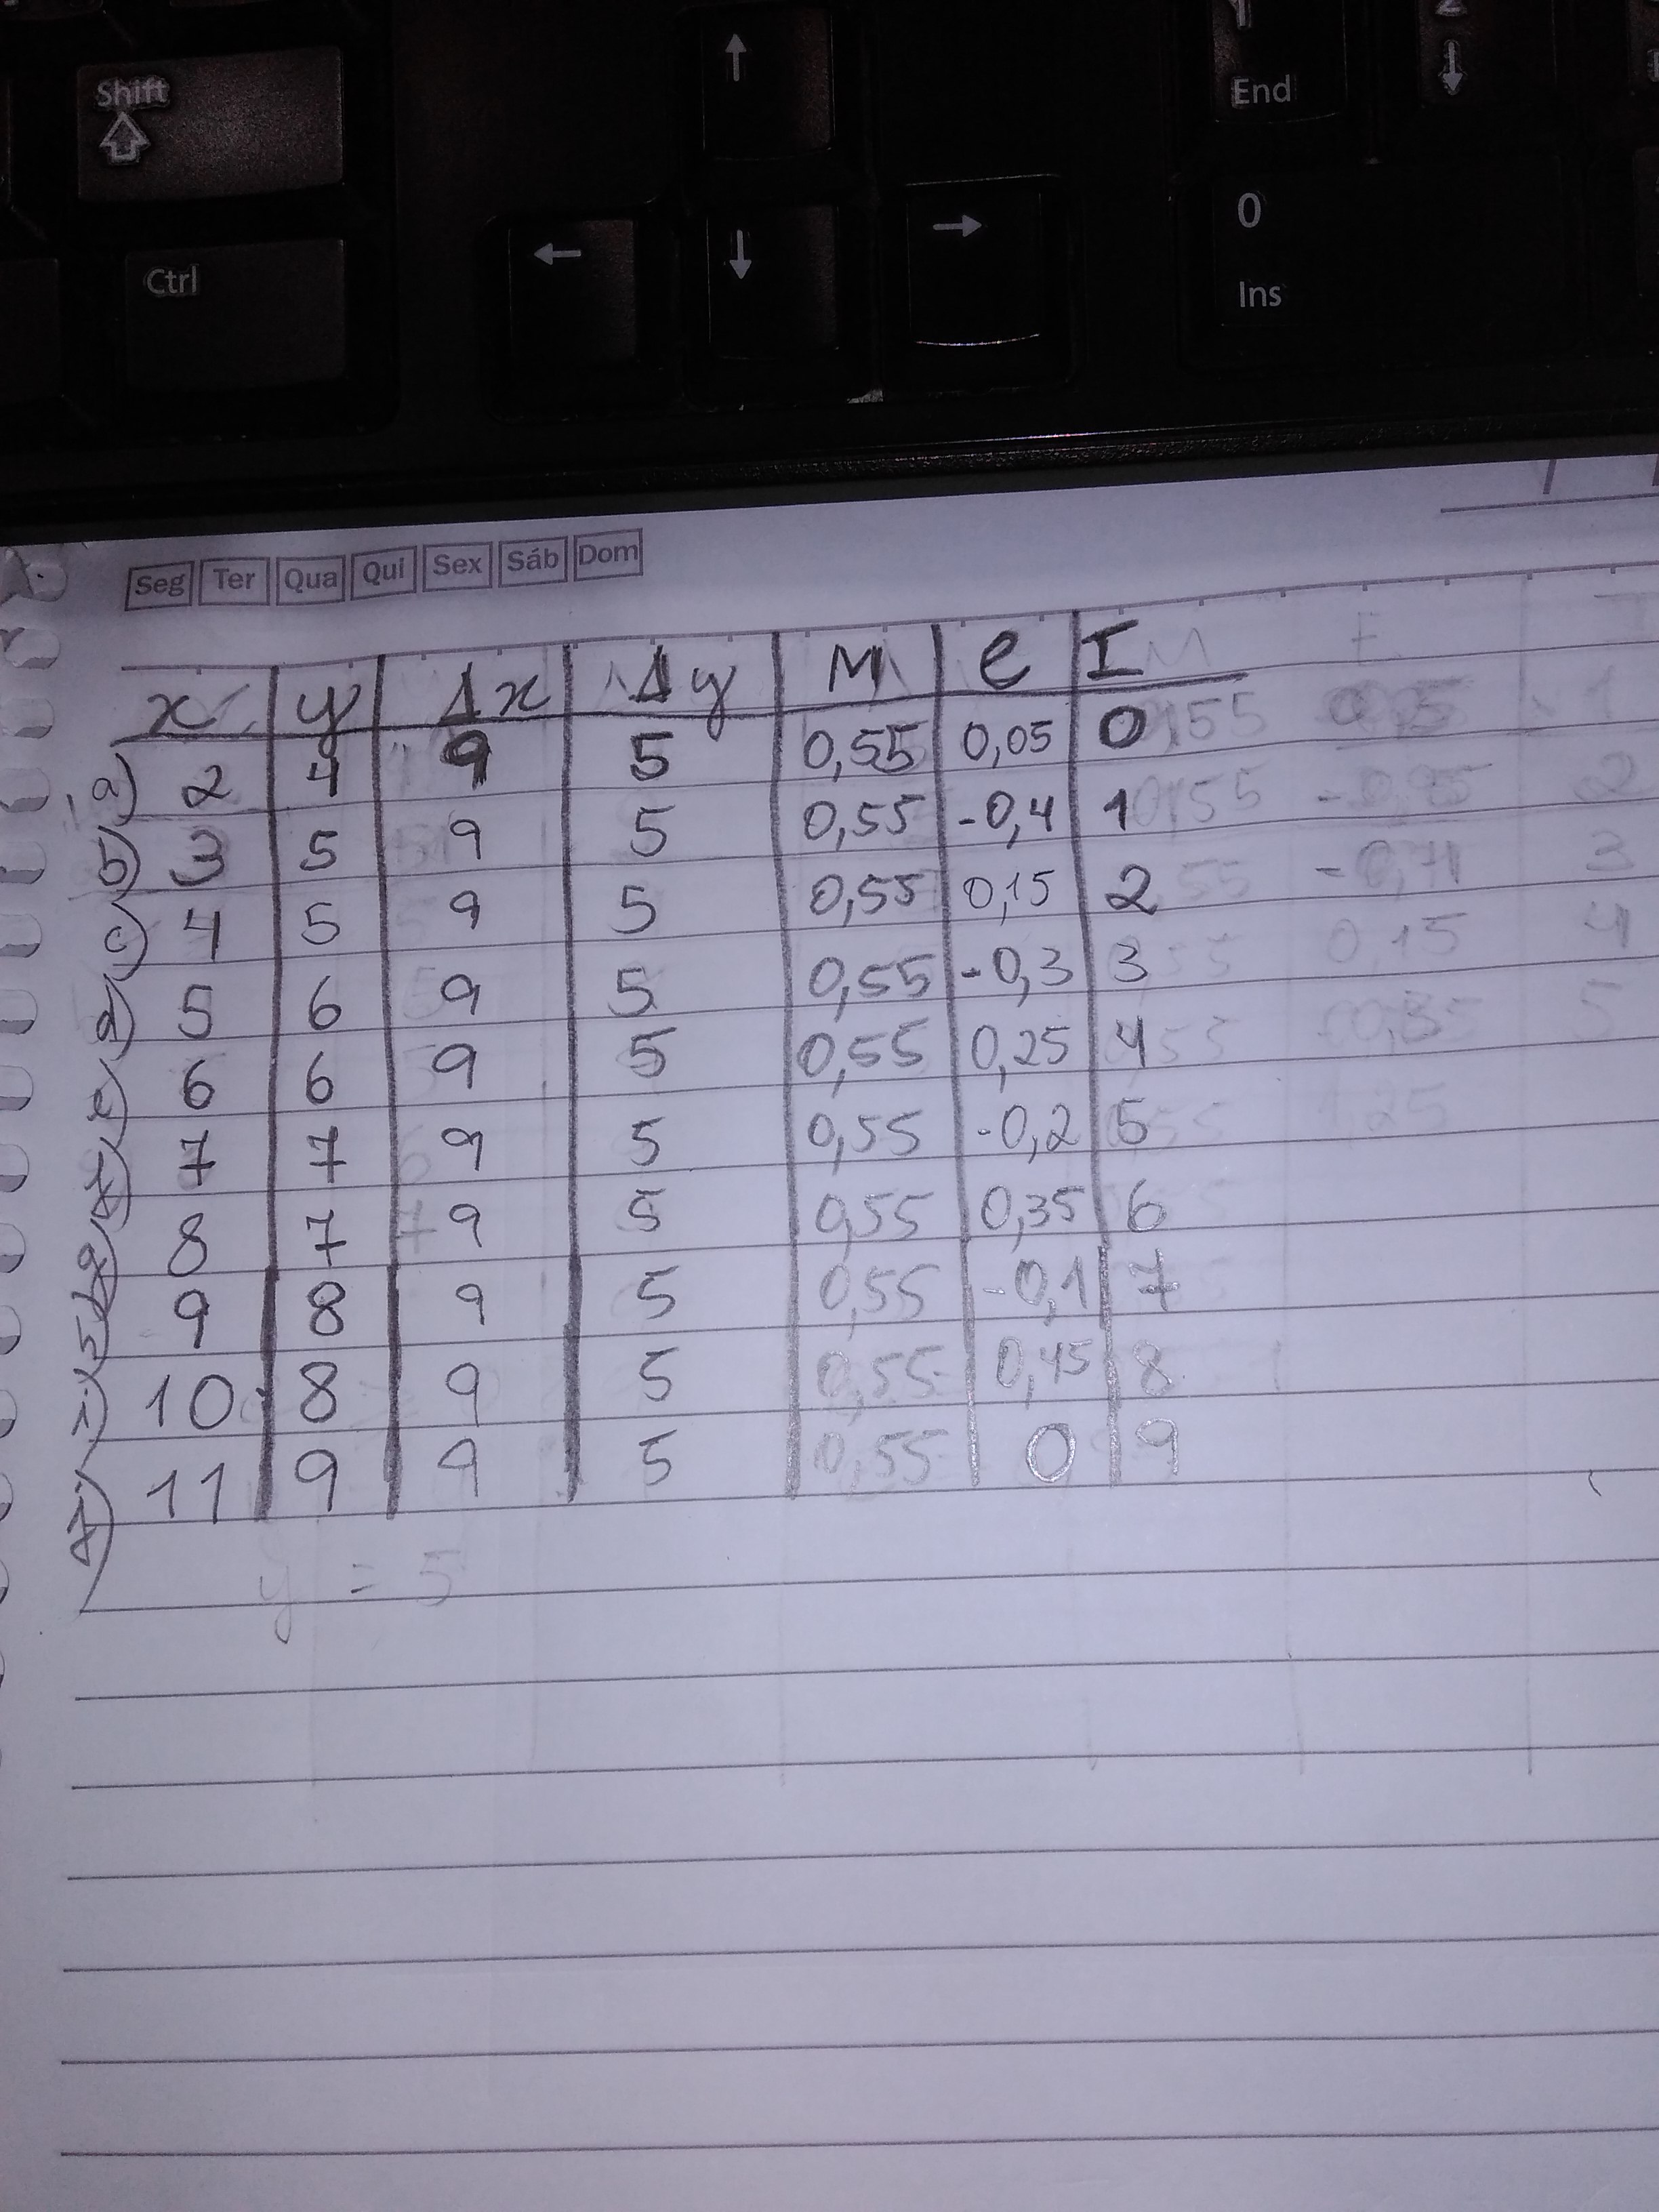 Shift
End
Ctrl
0
Ins
Seg Ter Qua Qui Sex Sáb Dom
x y Δx Δy M e I
a) 2 4 9 5 0,55 0,05 0
b) 3 5 9 5 0,55 -0,4 1
c) 4 5 9 5 0,55 0,15 2
d) 5 6 9 5 0,55 -0,3 3
e) 6 6 9 5 0,55 0,25 4
7 7 9 5 0,55 -0,2 5
8 7 9 5 0,55 0,35 6
9 8 9 5 0,55 -0,1 7
10 8 9 5 0,55 0,45 8
11 9 9 5 0,55 0 9
y = 5